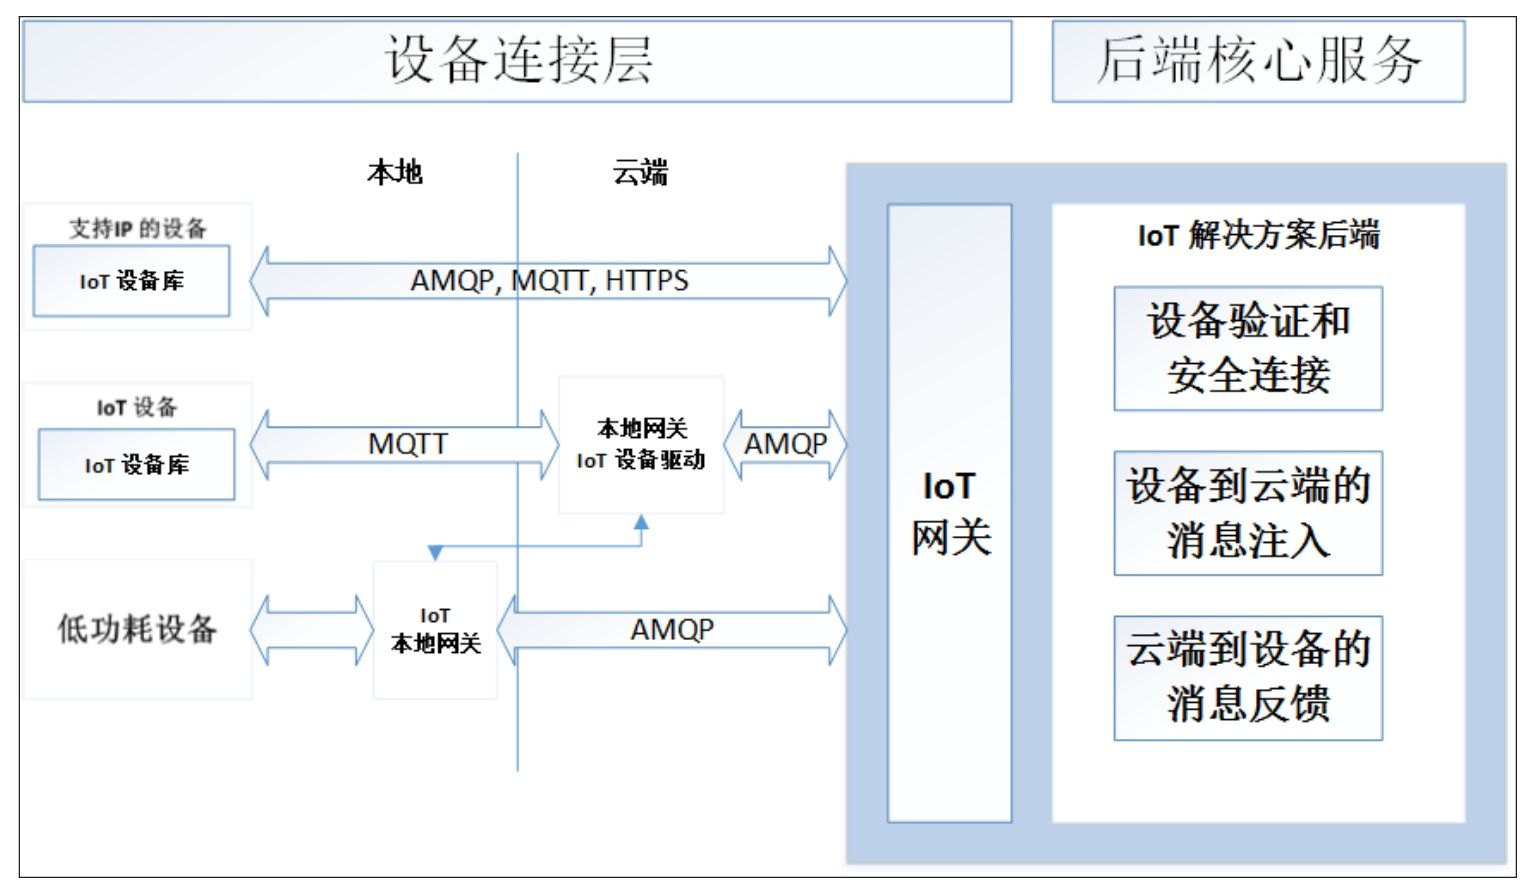 设备连接层
后端核心服务
本地
云端
支持IP 的设备
IoT 设备库
AMQP, MQTT, HTTPS
IoT 设备
IoT 设备库
MQTT
本地网关
IoT 设备驱动
AMQP
低功耗设备
IoT
本地网关
AMQP
IoT
网关
IoT 解决方案后端
设备验证和
安全连接
设备到云端的
消息注入
云端到设备的
消息反馈